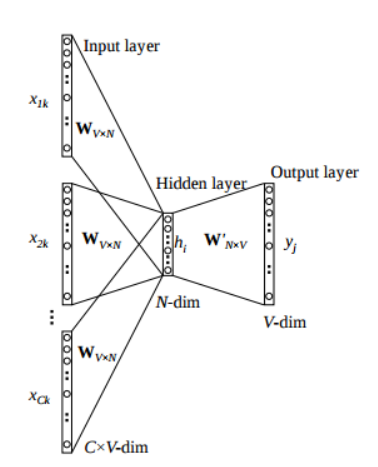 Input layer
x1k
WV×N
Hidden layer
Output layer
x2k
WV×N
hi
W'N×V
yj
N-dim
V-dim
WV×N
xCk
C×V-dim